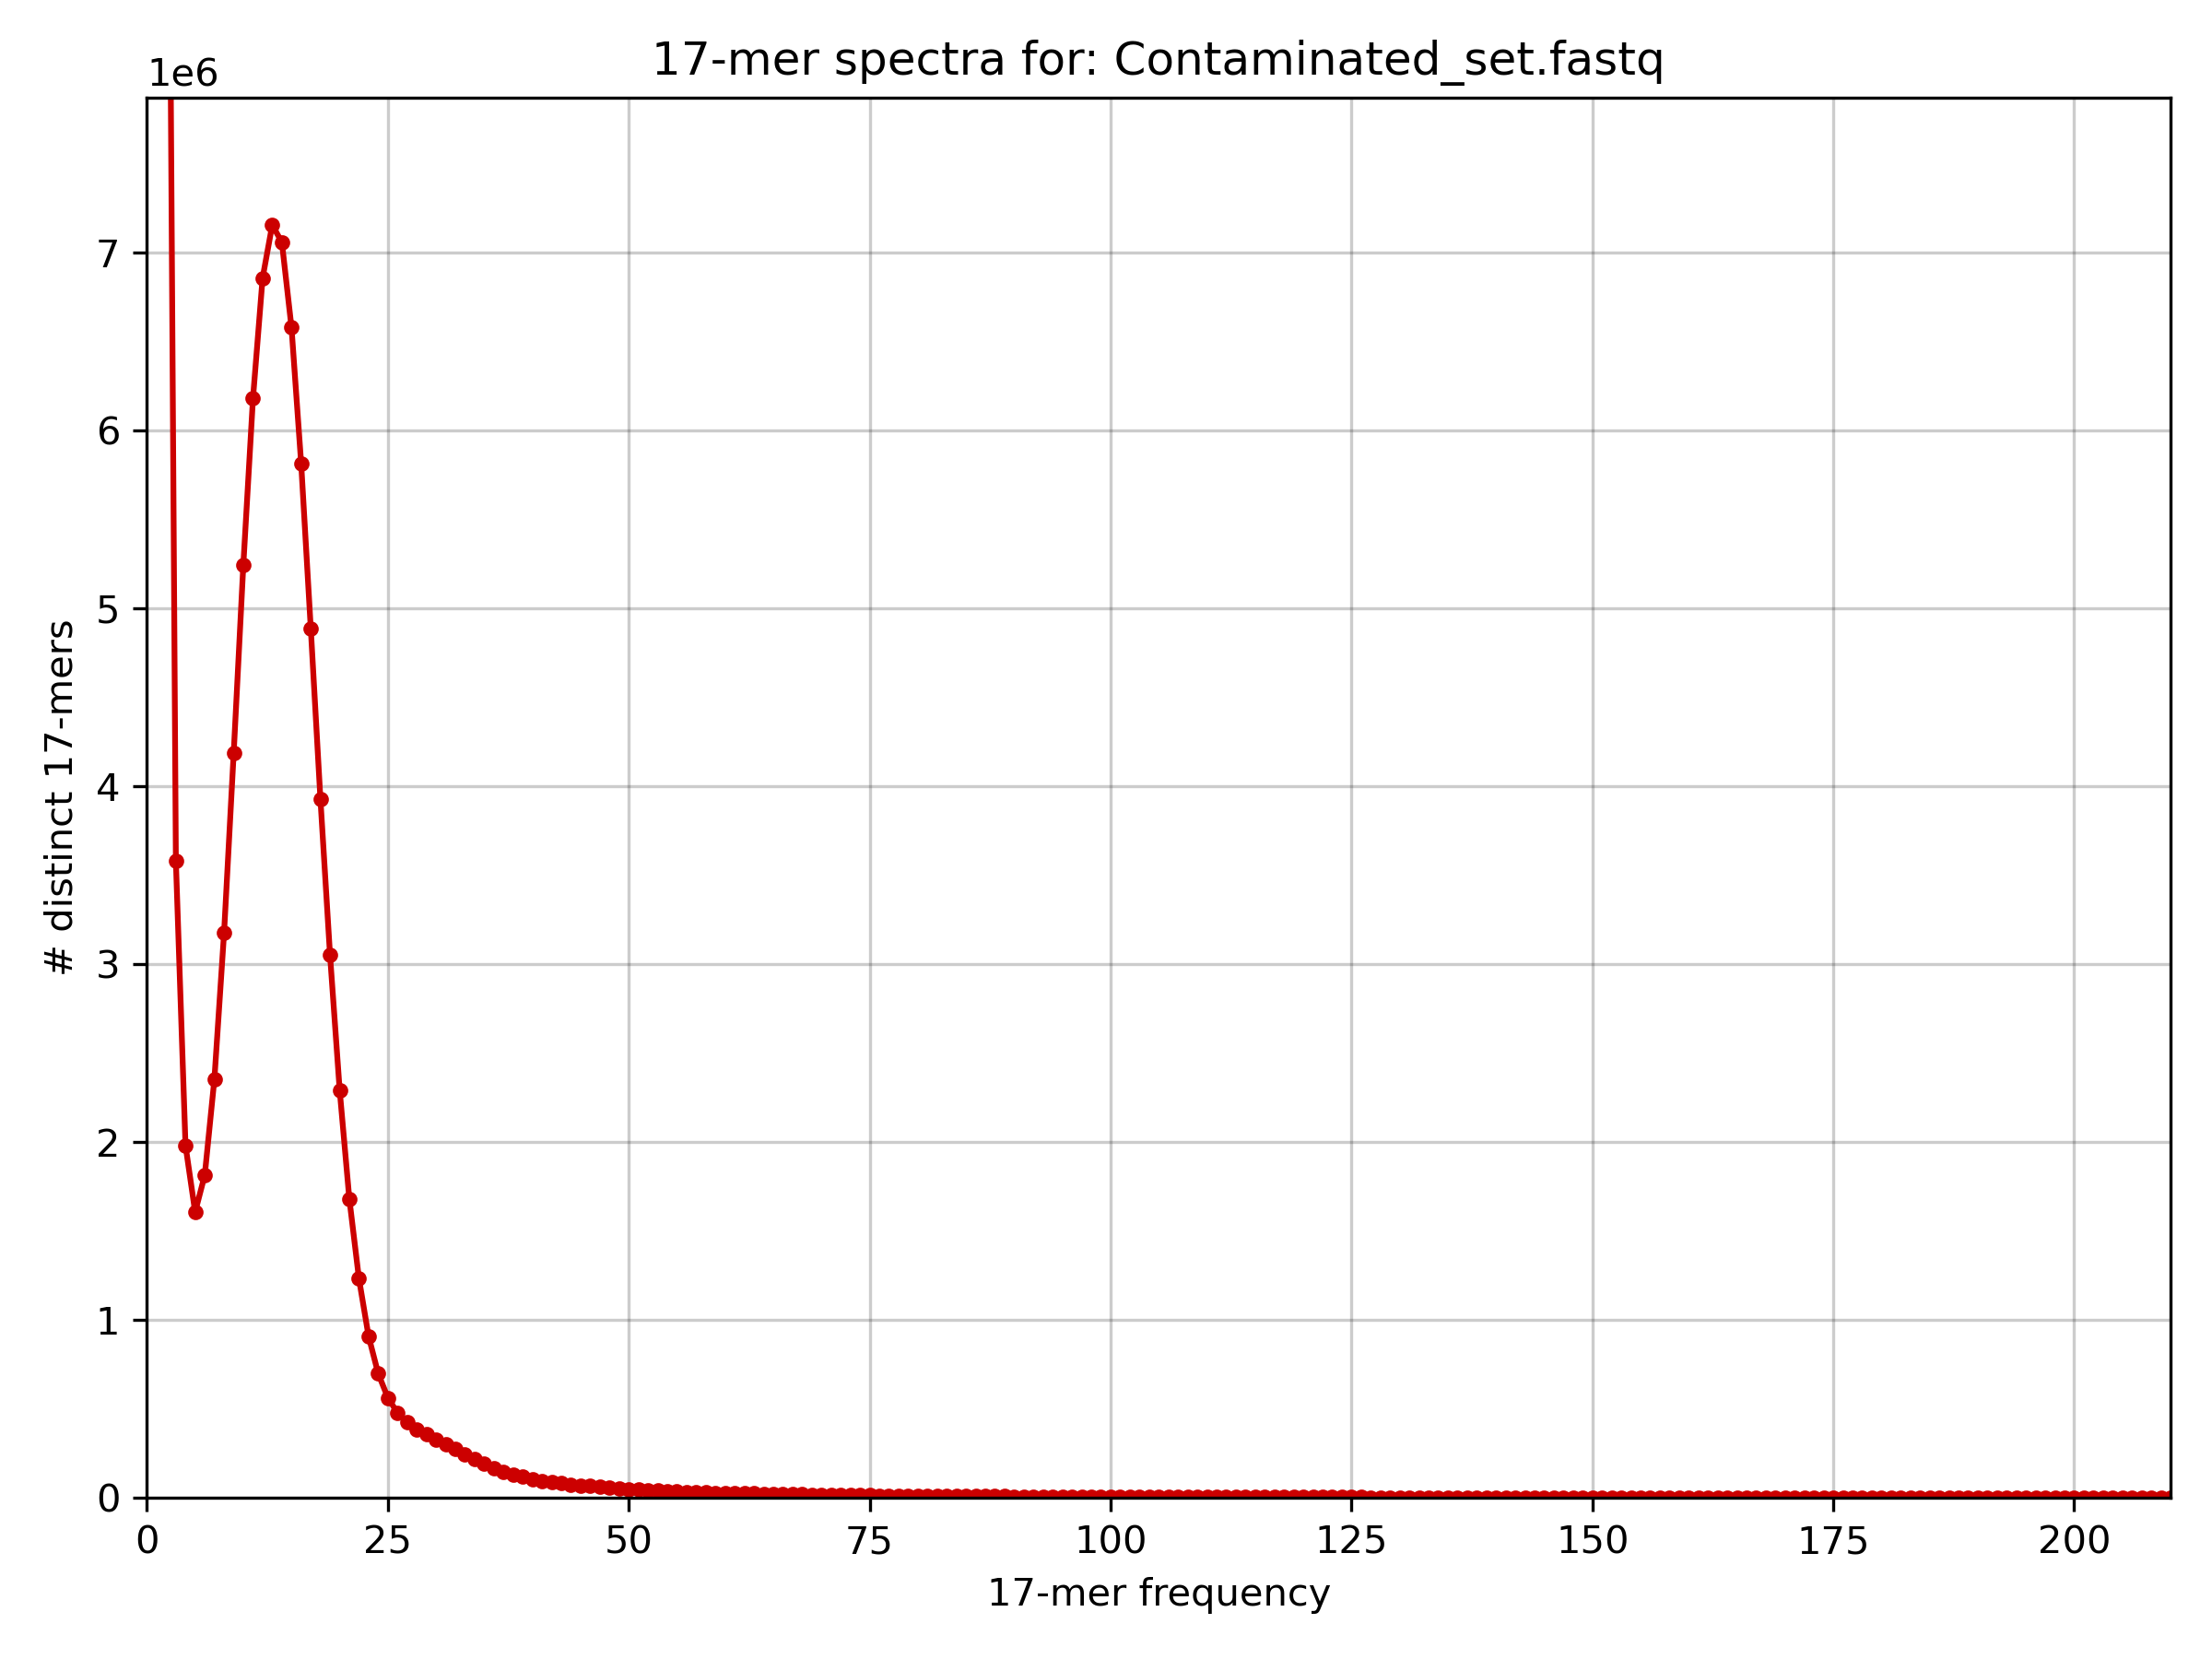 17-mer spectra for: Contaminated_set.fastq
1e6
7
6
5
4
3
2
1
0
# distinct 17-mers
0 25 50 75 100 125 150 175 200
17-mer frequency